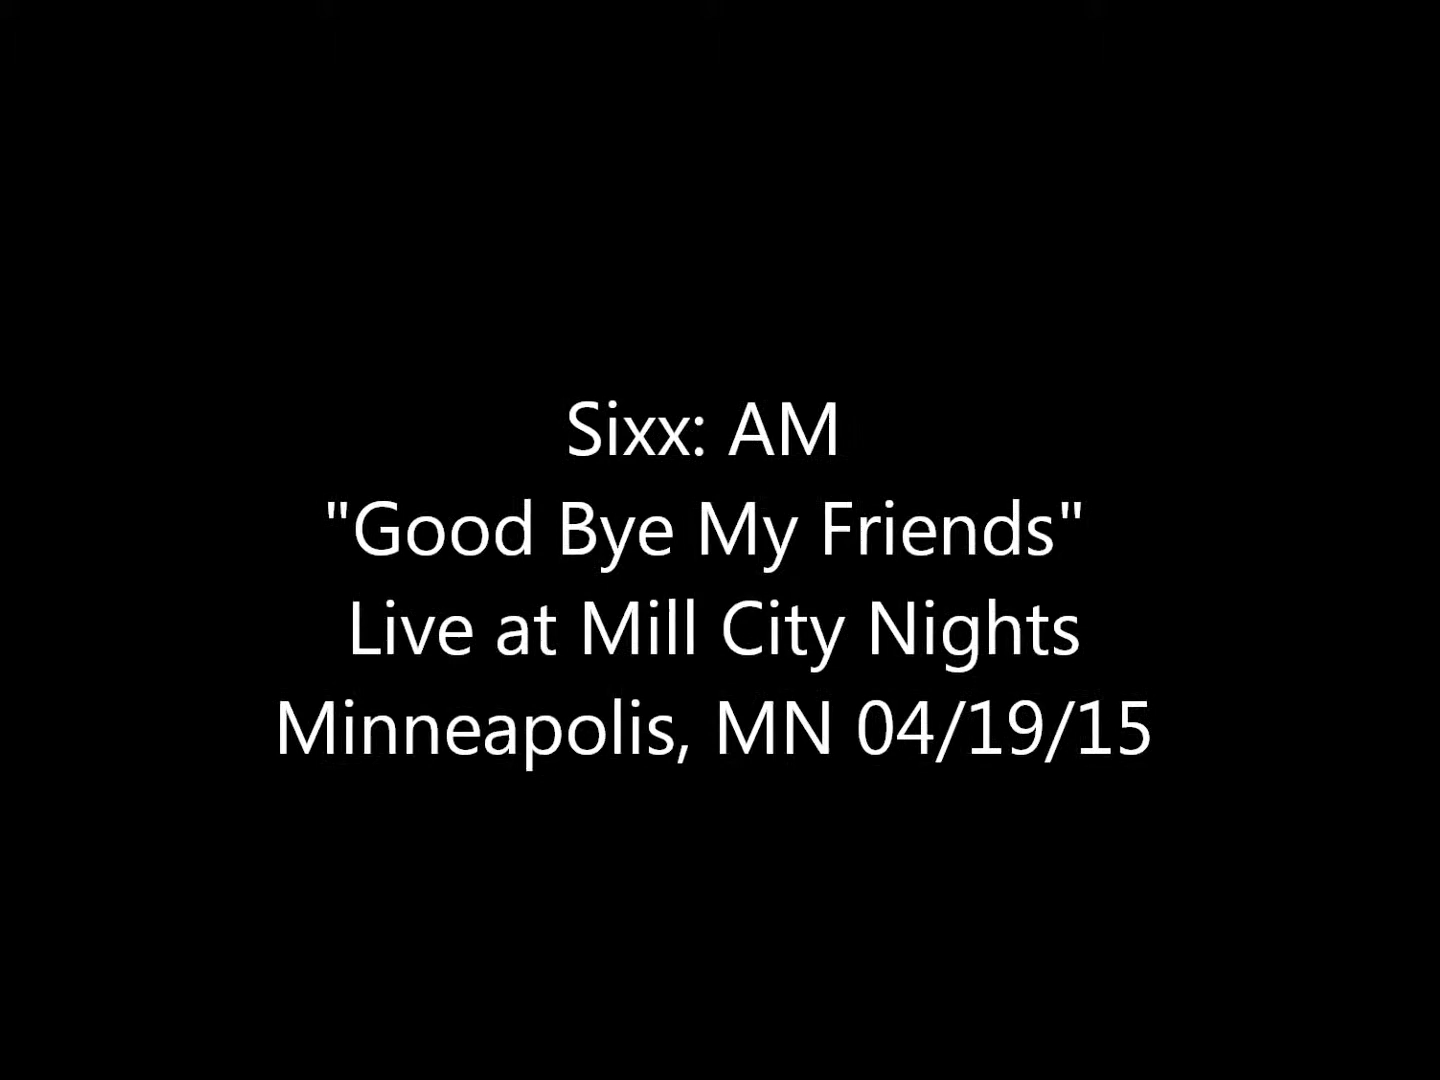 Sixx: AM
"Good Bye My Friends"
Live at Mill City Nights
Minneapolis, MN 04/19/15